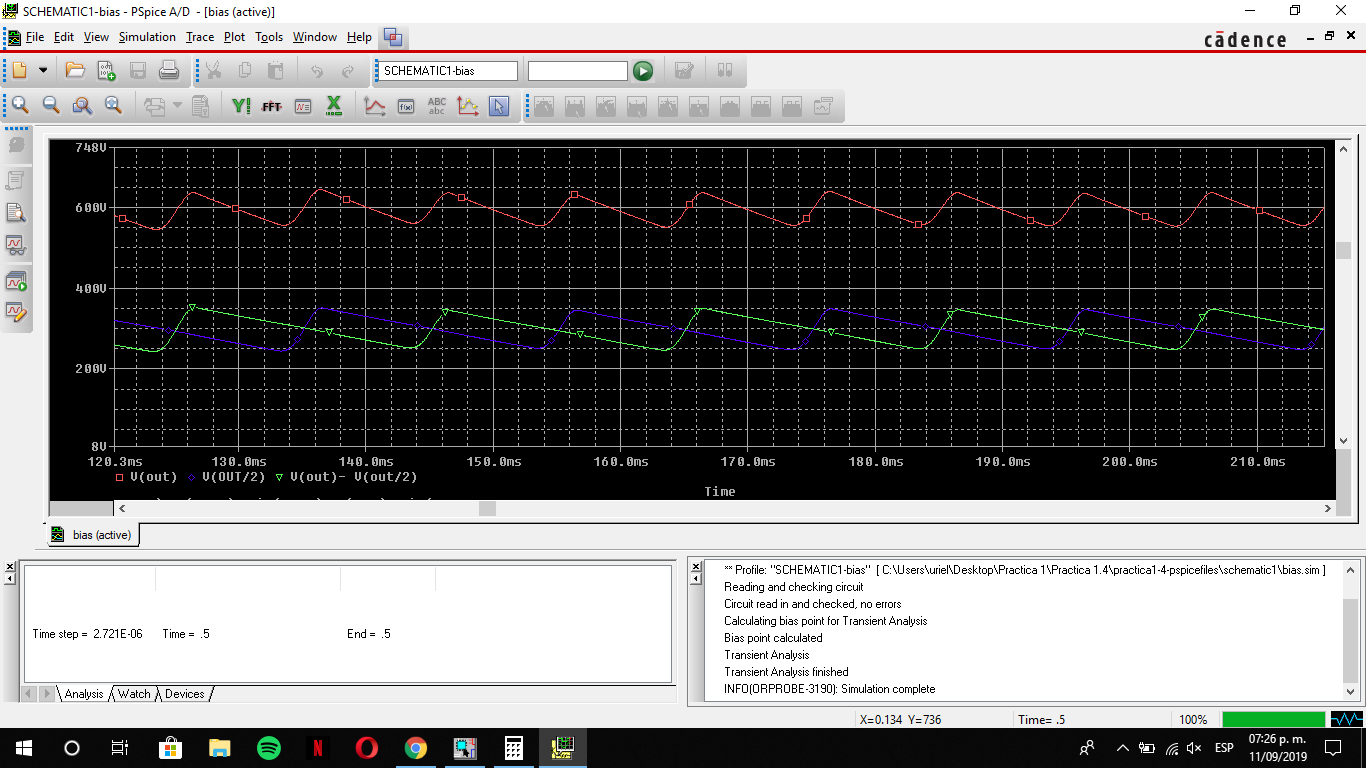 SCHEMATIC1-bias - PSpice A/D - [bias (active)]
File Edit View Simulation Trace Plot Tools Window Help
cādence
SCHEMATIC1-bias
FFT
ABC
abc
748V
600V
400V
200V
8V
120.3ms 130.0ms 140.0ms 150.0ms 160.0ms 170.0ms 180.0ms 190.0ms 200.0ms 210.0ms
V(out) V(OUT/2) V(out)- V(out/2)
Time
bias (active)
Time step = 2.721E-06 Time = .5 End = .5
Analysis Watch Devices
** Profile: "SCHEMATIC1-bias" [ C:\Users\uriel\Desktop\Practica 1\Practica 1.4\practica1-4-pspicefiles\schematic1\bias.sim ]
Reading and checking circuit
Circuit read in and checked, no errors
Calculating bias point for Transient Analysis
Bias point calculated
Transient Analysis
Transient Analysis finished
INFO(ORPROBE-3190): Simulation complete
X=0.134 Y=736 Time= .5 100%
ESP
07:26 p. m.
11/09/2019